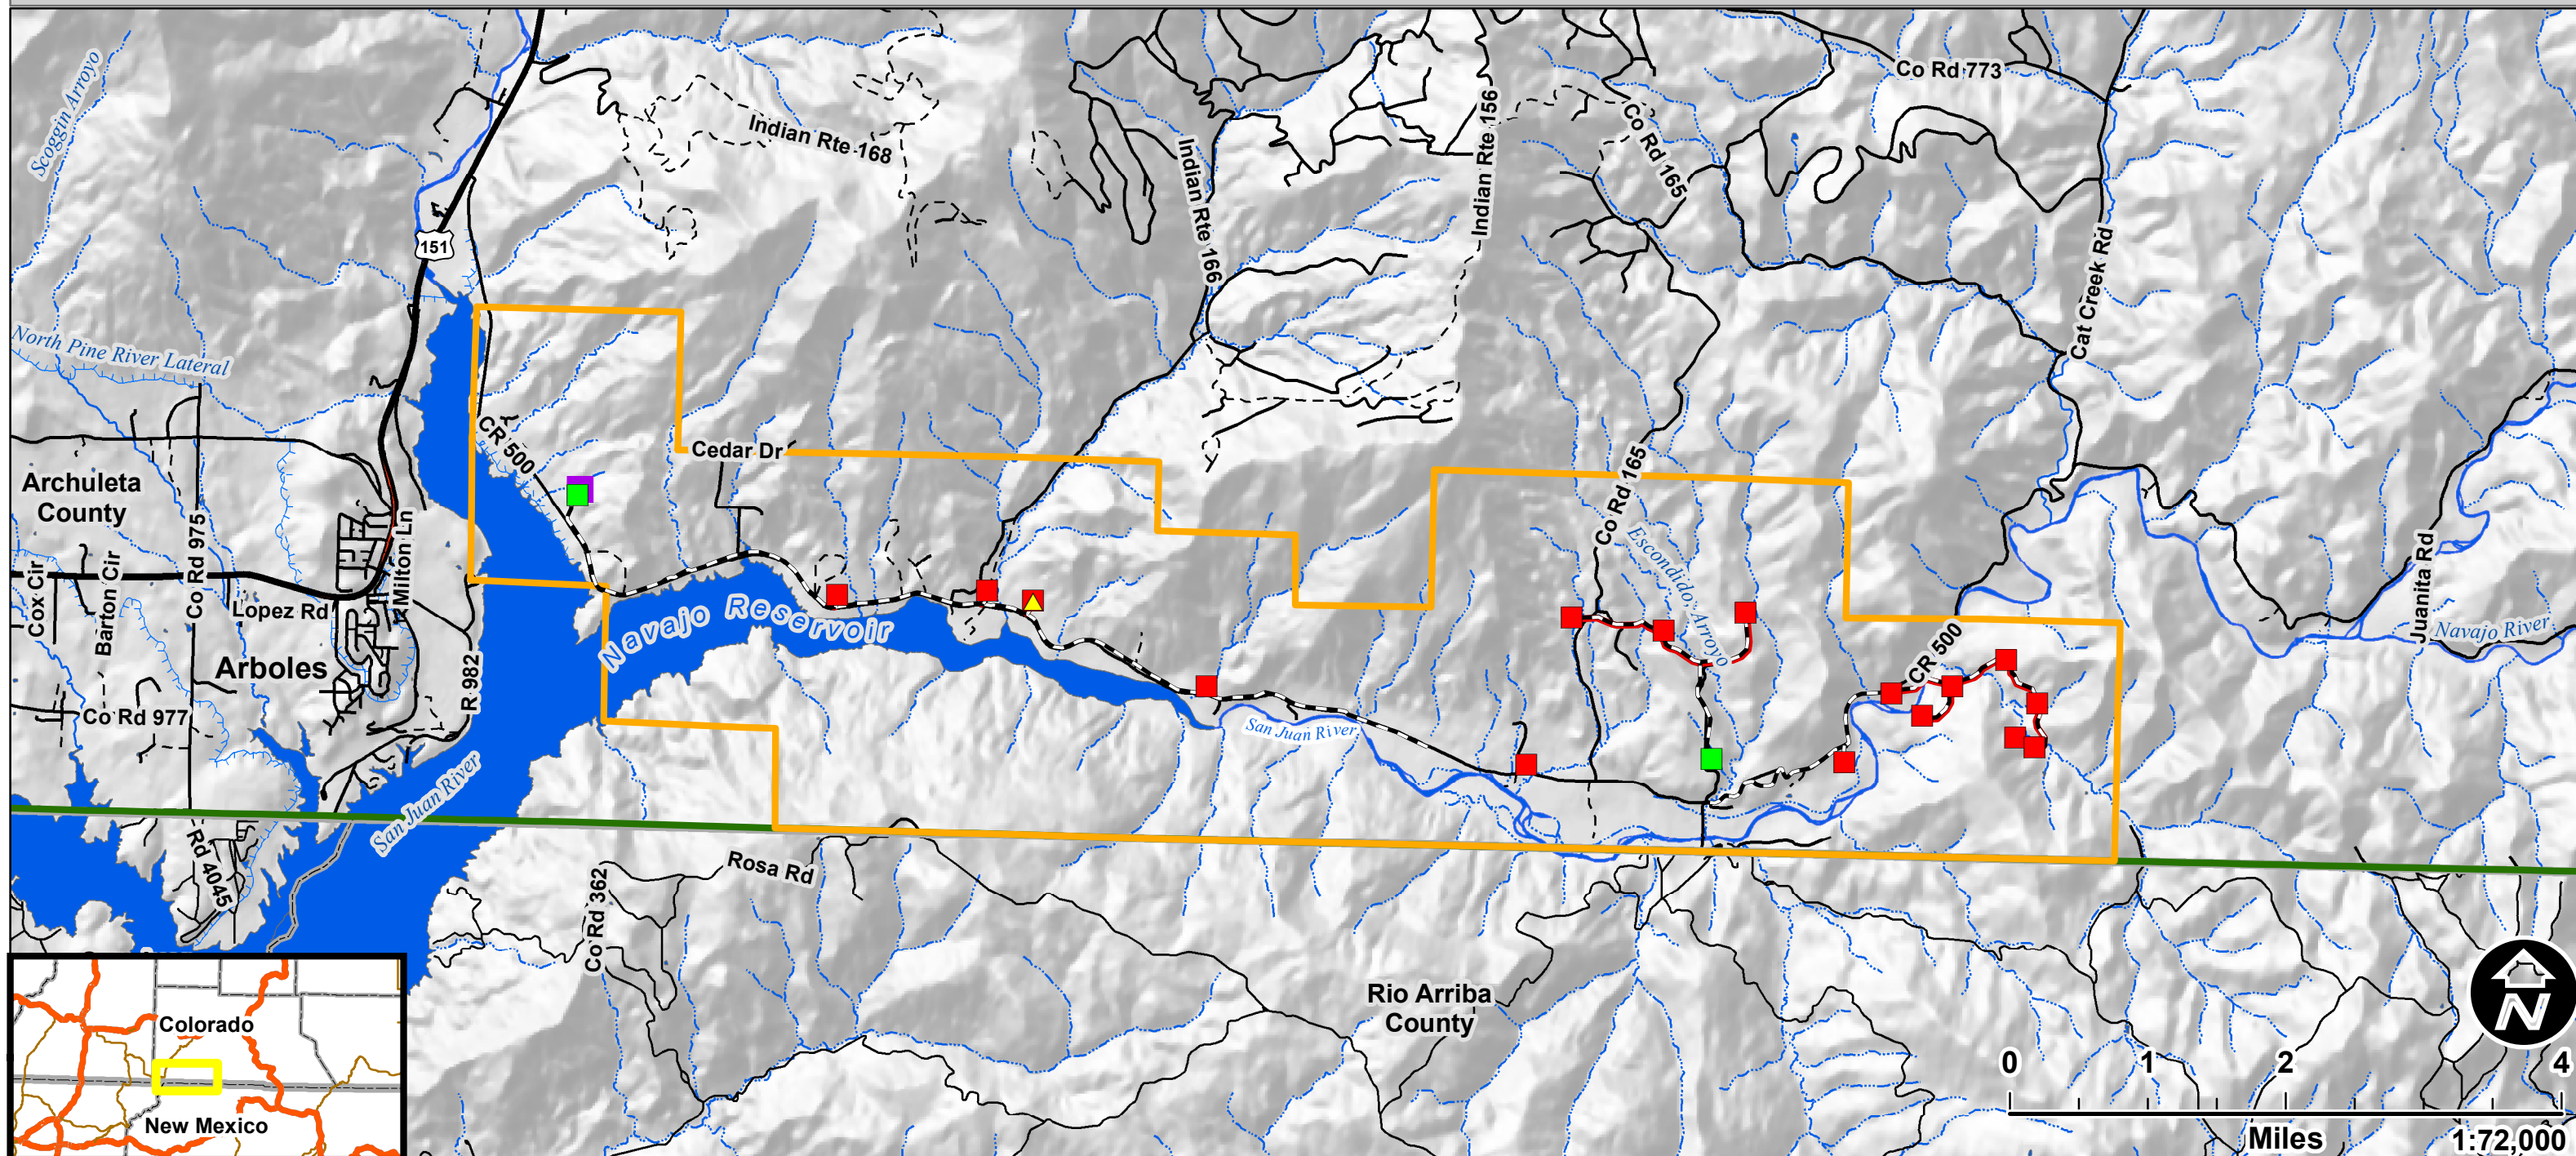 Scoggin Arroyo
Co Rd 773
Indian Rte 168
Indian Rte 156
Co Rd 165
Indian Rte 166
151
Cat Creek Rd
North Pine River Lateral
CR 500
Cedar Dr
Archuleta
County
Co Rd 975
Milton Ln
Co Rd 165
Escondido, Arroyo
Juanita Rd
Navajo River
Cox Cir
Barton Cir
Lopez Rd
Navajo Reservoir
CR 500
Arboles
R 982
Co Rd 977
San Juan River
San Juan River
Rd 4045
Rosa Rd
Co Rd 362
Rio Arriba
County
Colorado
New Mexico
N
0 1 2 4
Miles
1:72,000